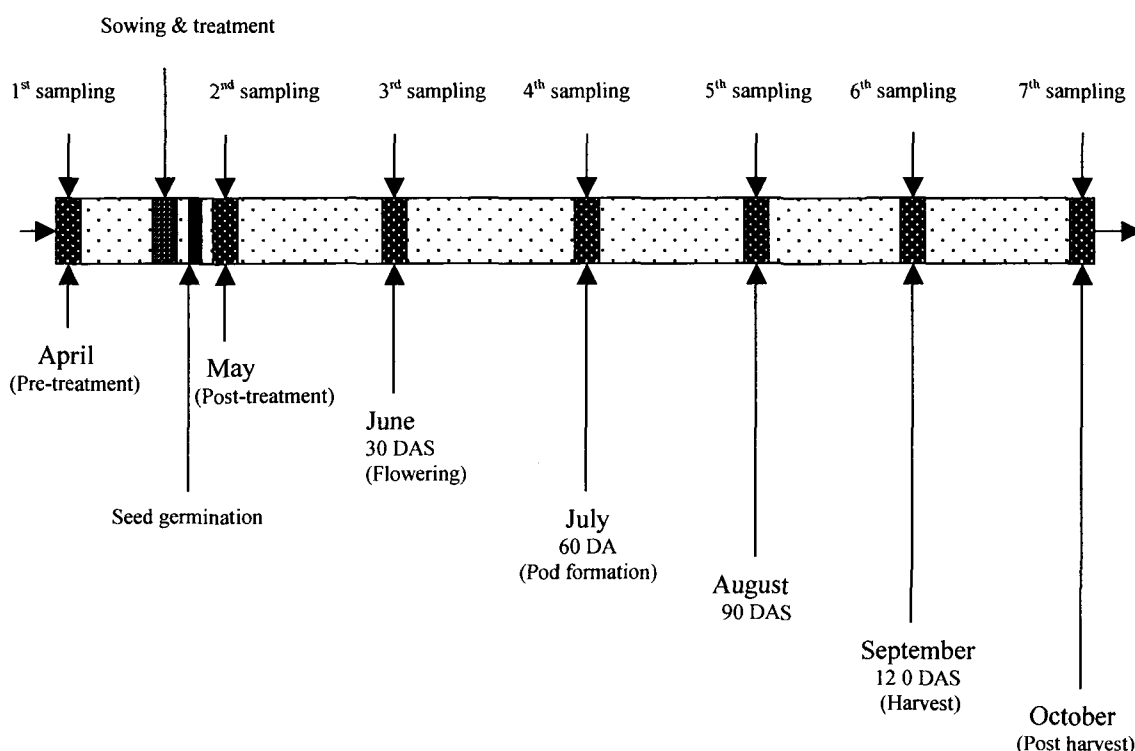 Sowing & treatment
1st sampling
2nd sampling
3rd sampling
4th sampling
5th sampling
6th sampling
7th sampling
April
(Pre-treatment)
May
(Post-treatment)
June
30 DAS
(Flowering)
Seed germination
July
60 DA
(Pod formation)
August
90 DAS
September
12 0 DAS
(Harvest)
October
(Post harvest)